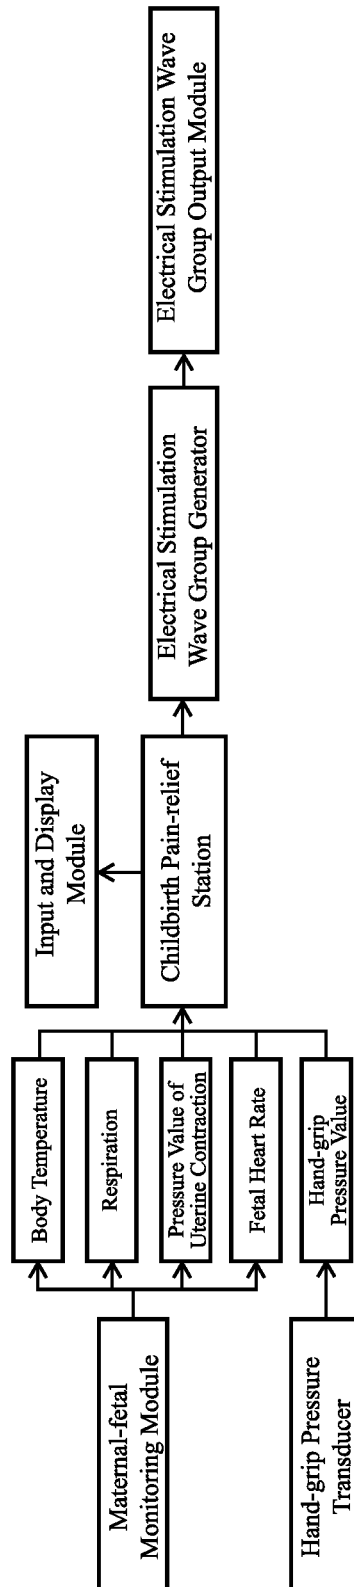 Maternal-fetal
Monitoring Module
Hand-grip Pressure
Transducer
Body Temperature
Respiration
Pressure Value of
Uterine Contraction
Fetal Heart Rate
Hand-grip
Pressure Value
Input and Display
Module
Childbirth Pain-relief
Station
Electrical Stimulation
Wave Group Generator
Electrical Stimulation Wave
Group Output Module